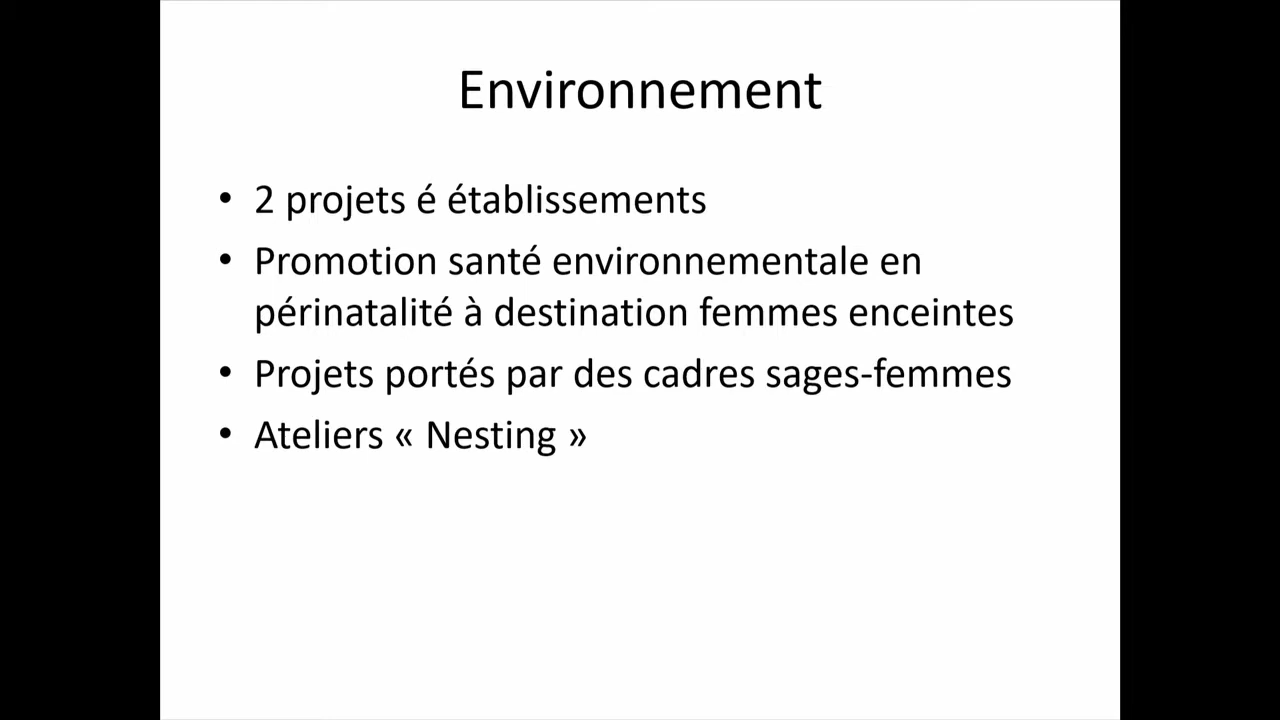 Environnement
• 2 projets é établissements
• Promotion santé environnementale en
périnatalité à destination femmes enceintes
• Projets portés par des cadres sages-femmes
• Ateliers « Nesting »